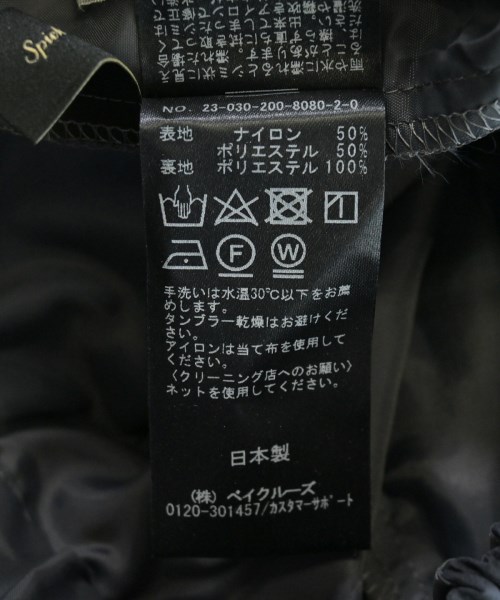 Spick
NO. 23-030-200-8080-2-0
表地 ナイロン 50%
ポリエステル 50%
裏地 ポリエステル 100%
F W
手洗いは水温30℃以下をお薦
めします。
タンブラー乾燥はお避けくだ
さい。
アイロンは当て布を使用して
ください。
〈クリーニング店へのお願い〉
ネットを使用してください。
日本製
(株) ベイクルーズ
0120-301457/カスタマーサポート